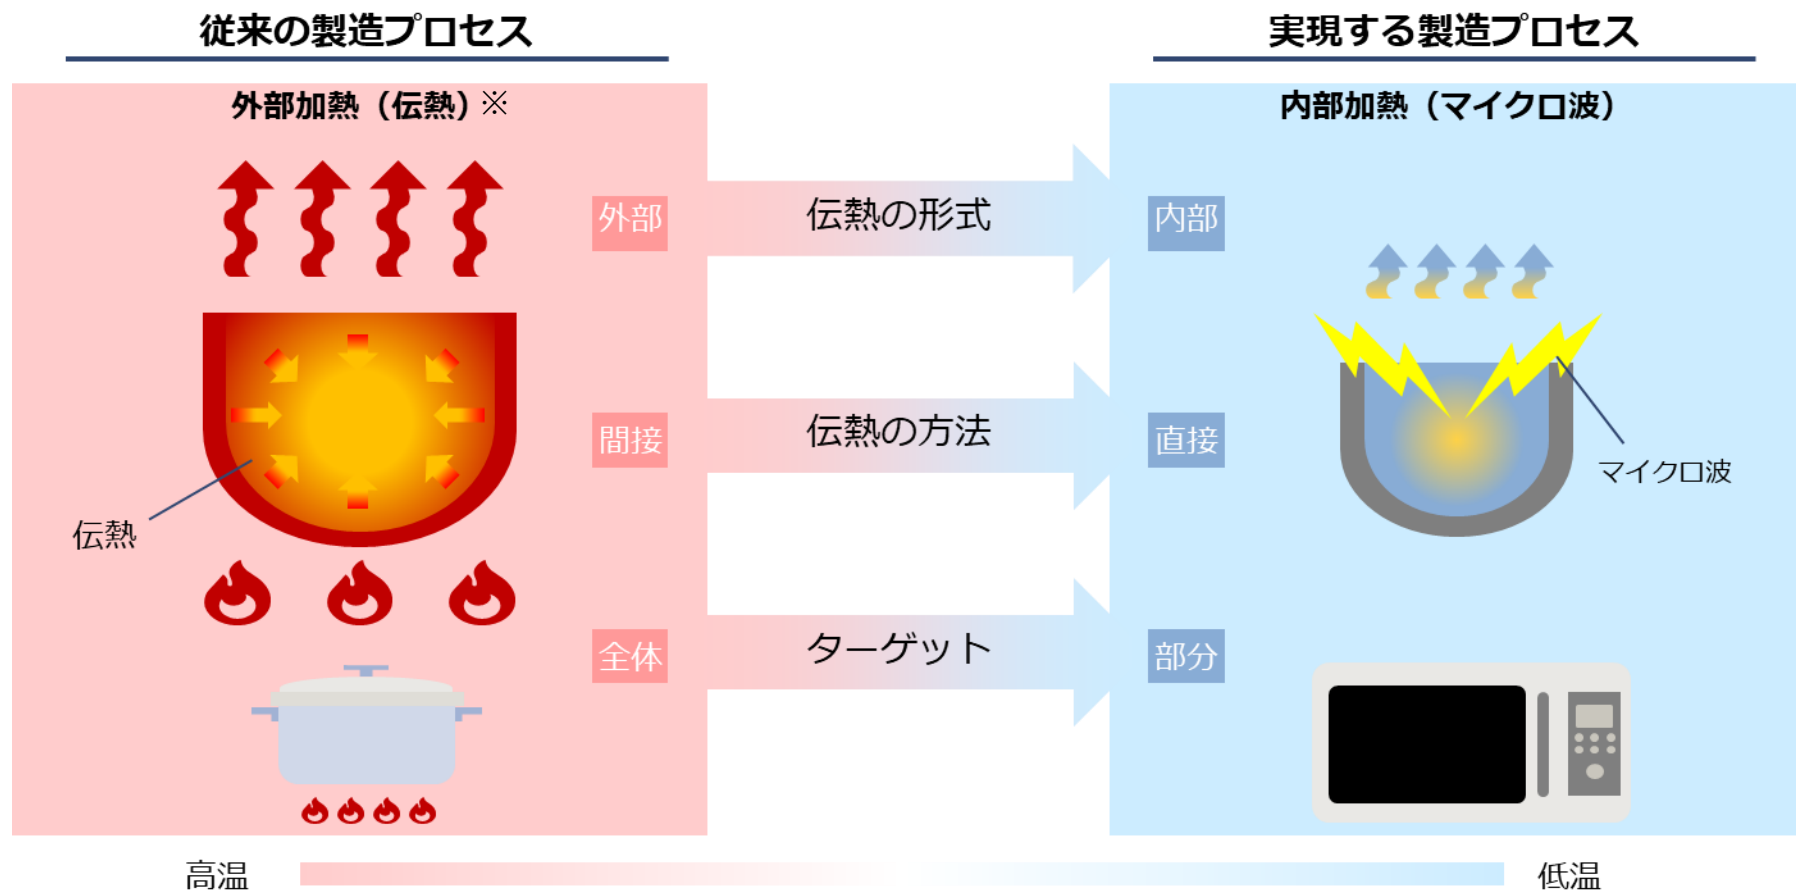 従来の製造プロセス
実現する製造プロセス
外部加熱（伝熱）※
内部加熱（マイクロ波）
外部
伝熱の形式
内部
間接
伝熱の方法
直接
マイクロ波
伝熱
全体
ターゲット
部分
高温
低温